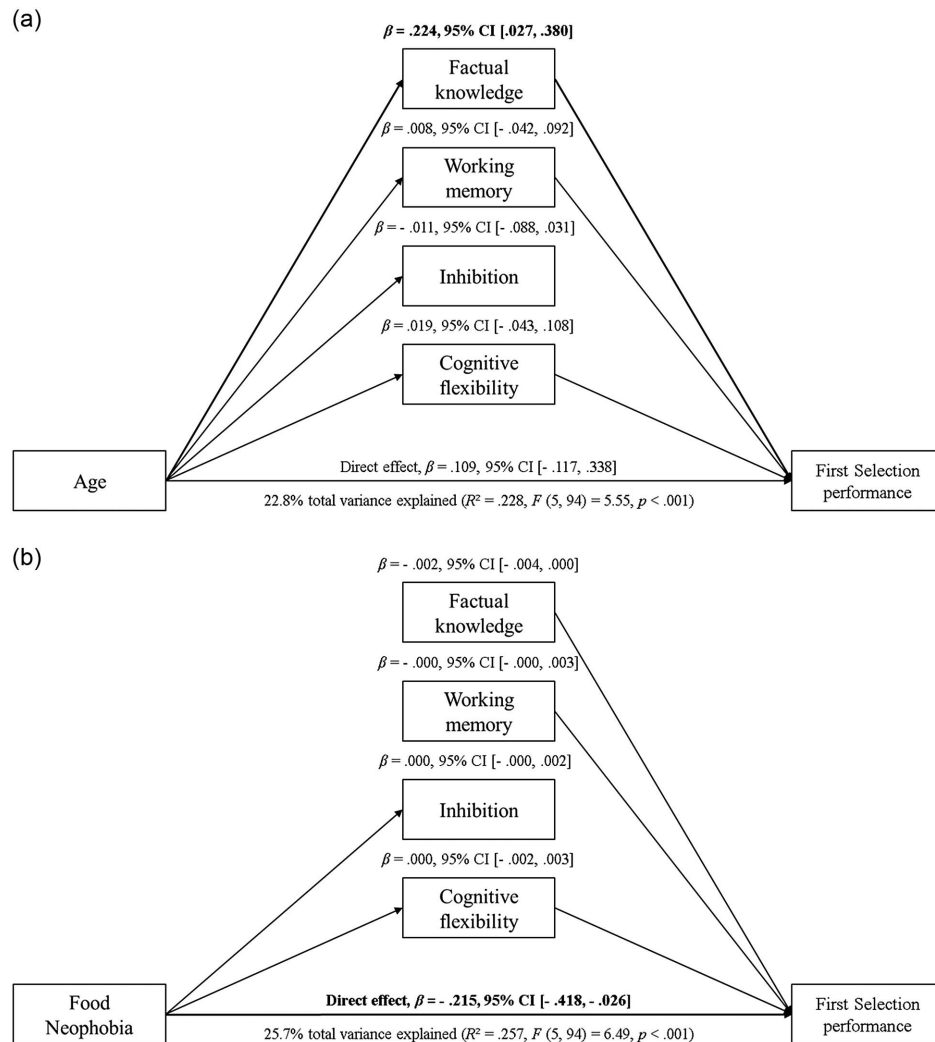 (a)
β = .224, 95% CI [.027, .380]
Factual
knowledge
β = .008, 95% CI [- .042, .092]
Working
memory
β = - .011, 95% CI [- .088, .031]
Inhibition
β = .019, 95% CI [- .043, .108]
Cognitive
flexibility
Age
Direct effect, β = .109, 95% CI [- .117, .338]
22.8% total variance explained (R² = .228, F (5, 94) = 5.55, p < .001)
First Selection
performance
(b)
β = - .002, 95% CI [- .004, .000]
Factual
knowledge
β = - .000, 95% CI [- .000, .003]
Working
memory
β = .000, 95% CI [- .000, .002]
Inhibition
β = .000, 95% CI [- .002, .003]
Cognitive
flexibility
Food
Neophobia
Direct effect, β = - .215, 95% CI [- .418, - .026]
25.7% total variance explained (R² = .257, F (5, 94) = 6.49, p < .001)
First Selection
performance